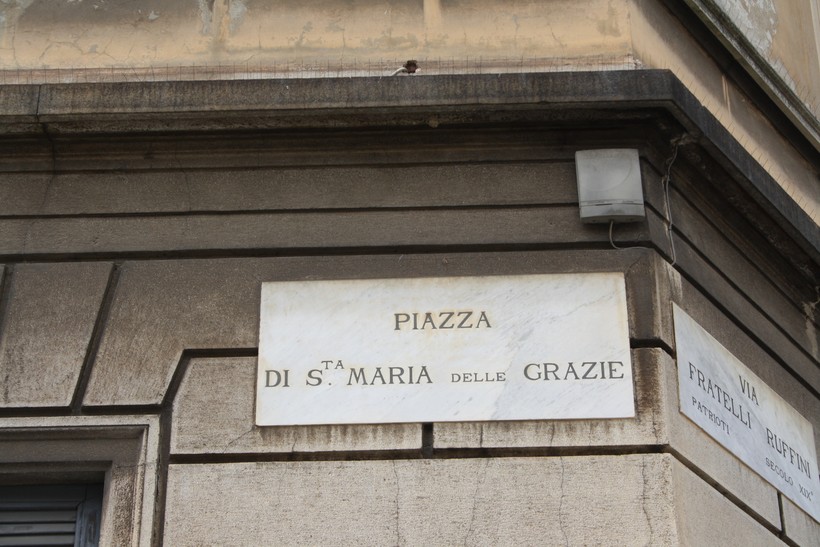 PIAZZA
DI S.TA MARIA DELLE GRAZIE
VIA
FRATELLI RUFFINI
PATRIOTI SECOLO XIX°